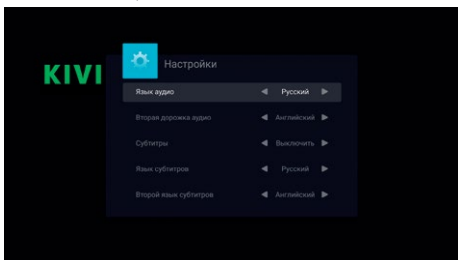 KIVI
Настройки
Язык аудио Русский
Вторая дорожка аудио Английский
Субтитры Выключить
Язык субтитров Русский
Второй язык субтитров Английский